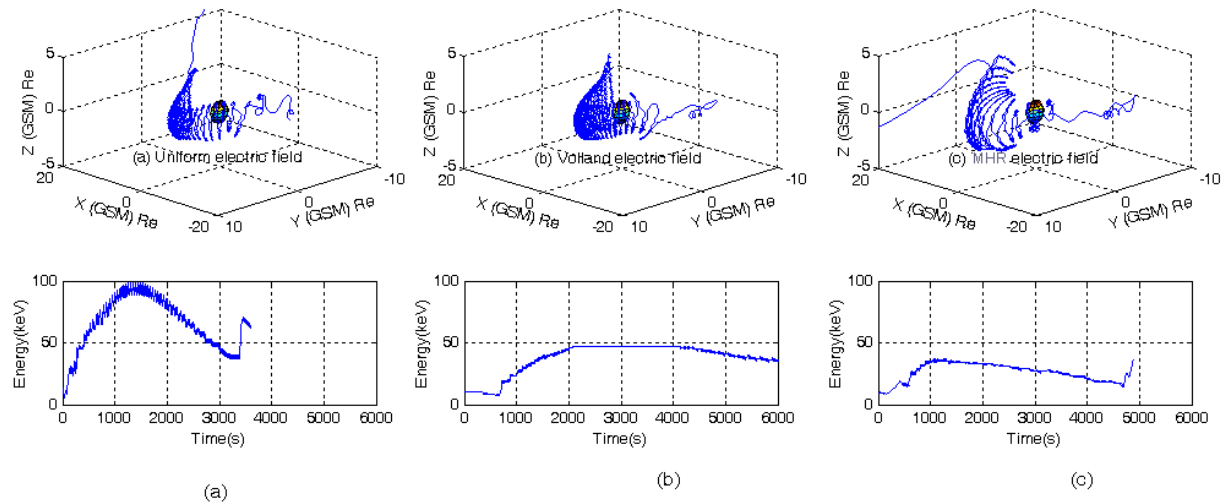 5
0
-5
20
0
-20
10
0
-10
Z (GSM) Re
X (GSM) Re
Y (GSM) Re
(a) Uniform electric field
5
0
-5
20
0
-20
10
0
-10
Z (GSM) Re
X (GSM) Re
Y (GSM) Re
(b) Volland electric field
5
0
-5
20
0
-20
10
0
-10
Z (GSM) Re
X (GSM) Re
Y (GSM) Re
(c) MHR electric field
100
50
0
Energy(keV)
0 1000 2000 3000 4000 5000 6000
Time(s)
100
50
0
Energy(keV)
0 1000 2000 3000 4000 5000 6000
Time(s)
100
50
0
Energy(keV)
0 1000 2000 3000 4000 5000 6000
Time(s)
(a)
(b)
(c)